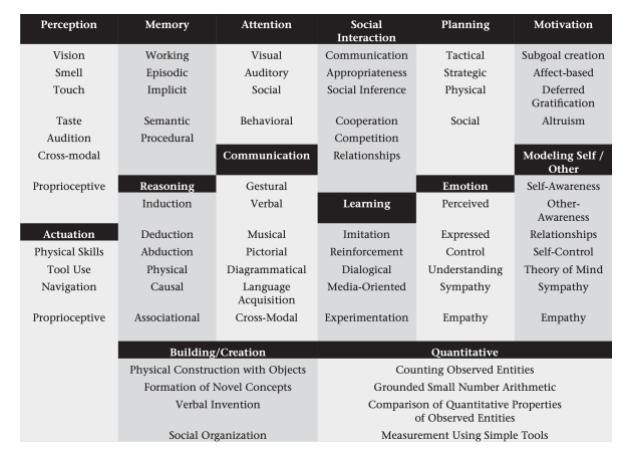 Perception
Memory
Attention
Social
Interaction
Planning
Motivation
Vision
Working
Visual
Communication
Tactical
Subgoal creation
Smell
Episodic
Auditory
Appropriateness
Strategic
Affect-based
Touch
Implicit
Social
Social Inference
Physical
Deferred
Gratification
Taste
Semantic
Behavioral
Cooperation
Social
Altruism
Audition
Procedural
Competition
Cross-modal
Communication
Relationships
Modeling Self /
Other
Proprioceptive
Reasoning
Gestural
Emotion
Self-Awareness
Induction
Verbal
Learning
Perceived
Other-
Awareness
Actuation
Deduction
Musical
Imitation
Expressed
Relationships
Physical Skills
Abduction
Pictorial
Reinforcement
Control
Self-Control
Tool Use
Physical
Diagrammatical
Dialogical
Understanding
Theory of Mind
Navigation
Causal
Language
Acquisition
Media-Oriented
Sympathy
Sympathy
Proprioceptive
Associational
Cross-Modal
Experimentation
Empathy
Empathy
Building/Creation
Quantitative
Physical Construction with Objects
Counting Observed Entities
Formation of Novel Concepts
Grounded Small Number Arithmetic
Verbal Invention
Comparison of Quantitative Properties
of Observed Entities
Social Organization
Measurement Using Simple Tools